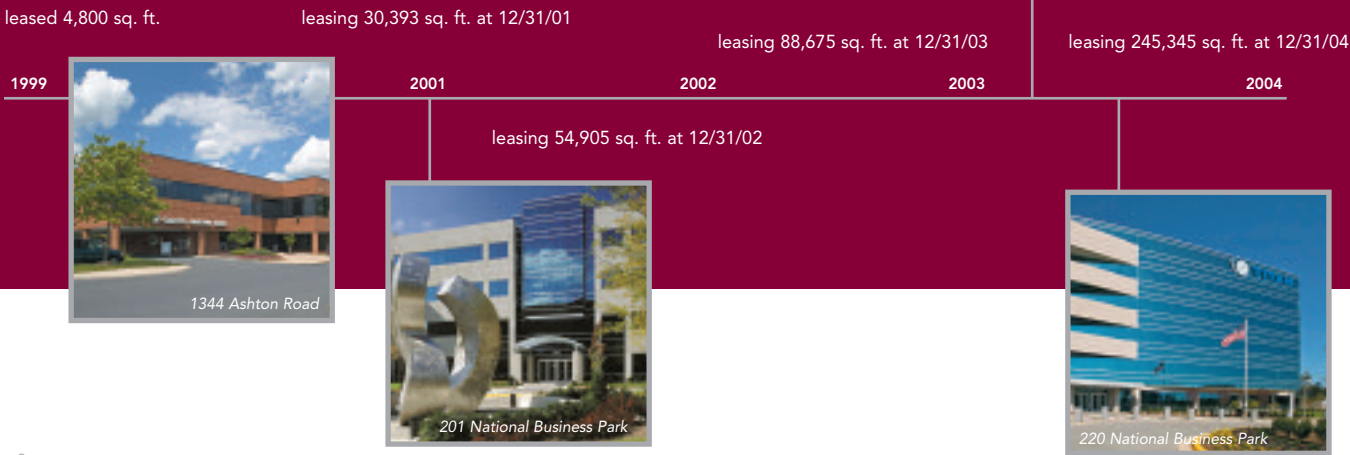 leased 4,800 sq. ft.
leasing 30,393 sq. ft. at 12/31/01
leasing 88,675 sq. ft. at 12/31/03
leasing 245,345 sq. ft. at 12/31/04
1999
2001
2002
2003
2004
leasing 54,905 sq. ft. at 12/31/02
1344 Ashton Road
201 National Business Park
220 National Business Park